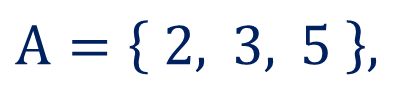 A = { 2, 3, 5 },